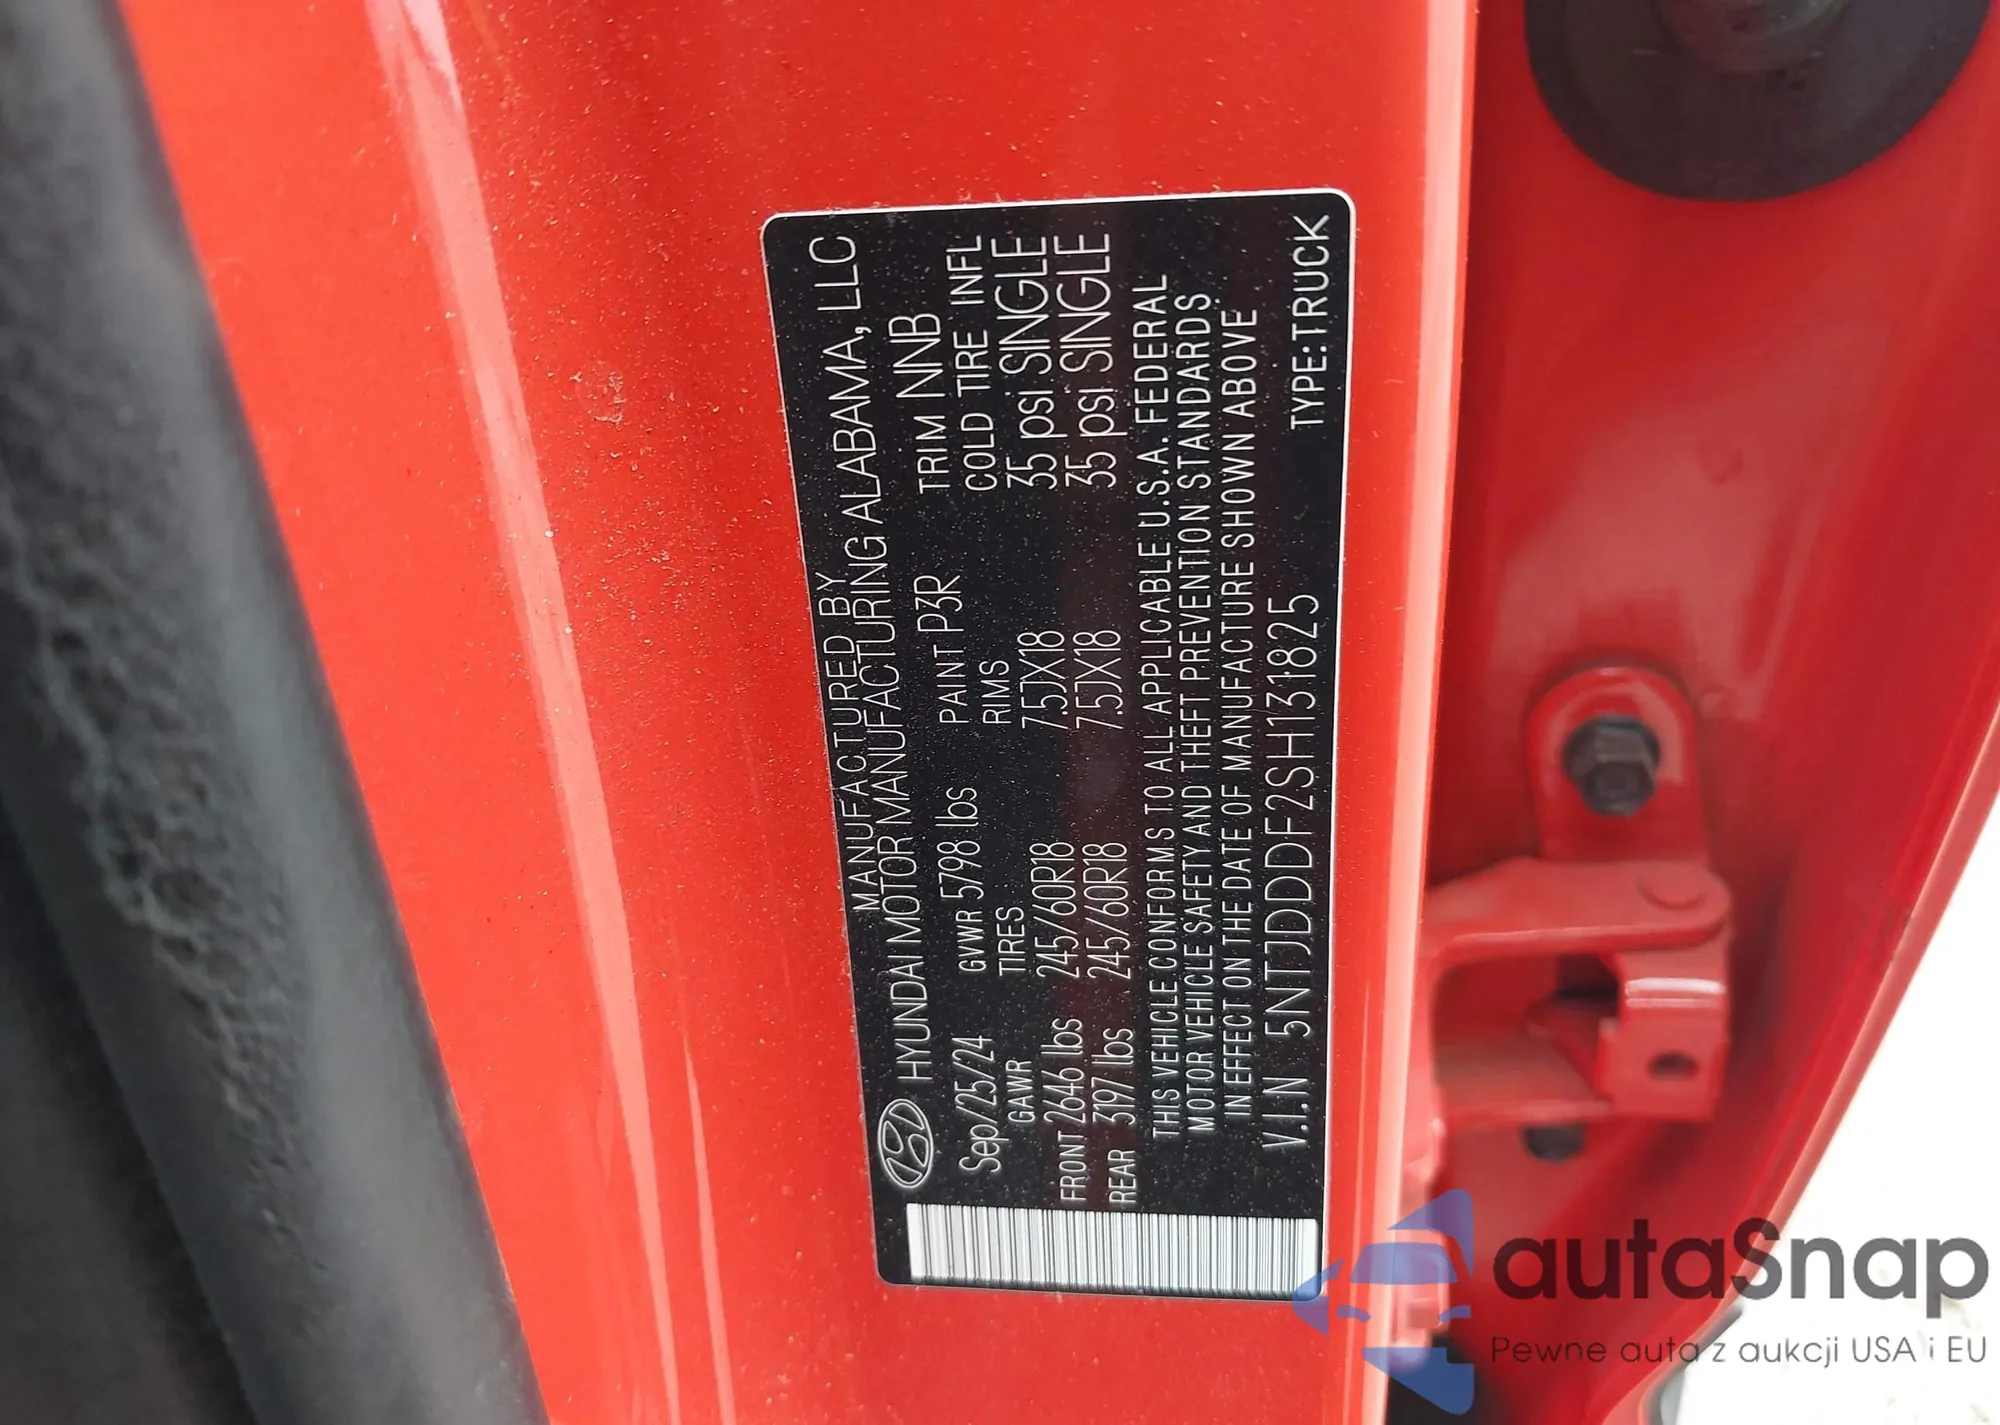 MANUFACTURED BY
HYUNDAI MOTOR MANUFACTURING ALABAMA, LLC
Sep/25/24 GVWR 5798 lbs PAINT P3R TRIM NNB
GAWR TIRES RIMS COLD TIRE INFL
FRONT 2646 lbs 245/60R18 7.5JX18 35 psi SINGLE
REAR 3197 lbs 245/60R18 7.5JX18 35 psi SINGLE
THIS VEHICLE CONFORMS TO ALL APPLICABLE U.S.A. FEDERAL
MOTOR VEHICLE SAFETY AND THEFT PREVENTION STANDARDS
IN EFFECT ON THE DATE OF MANUFACTURE SHOWN ABOVE
V.I.N 5NTJDDDF2SH131825 TYPE:TRUCK
autaSnap
Pewne auta z aukcji USA i EU